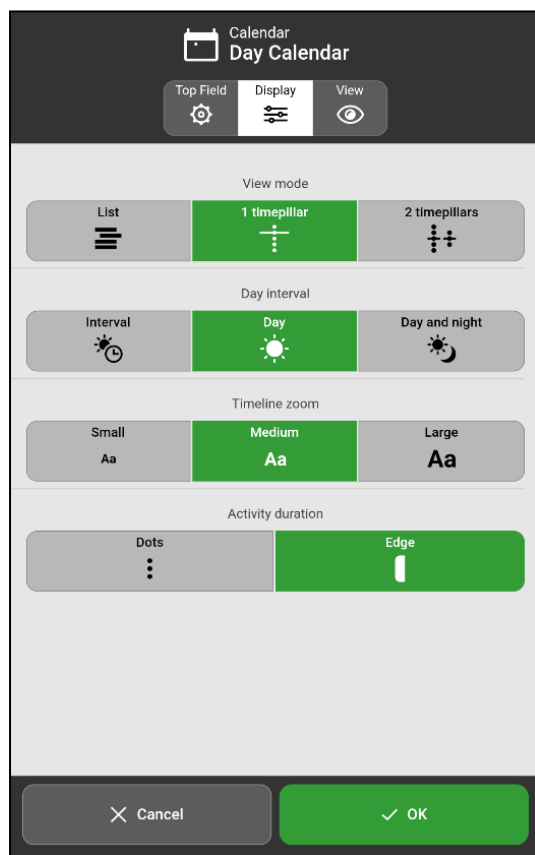 Calendar
Day Calendar
Top Field Display View
View mode
List 1 timepillar 2 timepillars
Day interval
Interval Day Day and night
Timeline zoom
Small Medium Large
Aa Aa Aa
Activity duration
Dots Edge
Cancel OK